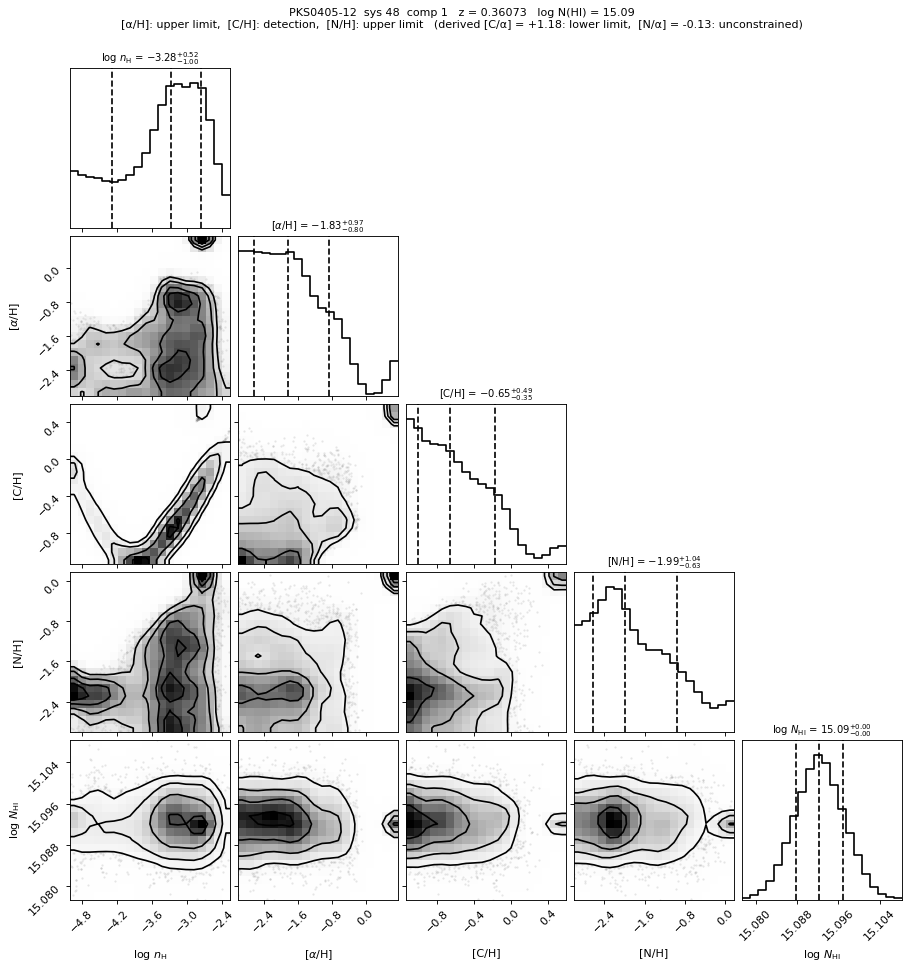 PKS0405-12 sys 48 comp 1 z = 0.36073 log N(HI) = 15.09
[α/H]: upper limit, [C/H]: detection, [N/H]: upper limit (derived [C/α] = +1.18: lower limit, [N/α] = -0.13: unconstrained)
log n_H = −3.28 +0.52 −1.00
[α/H] = −1.83 +0.97 −0.80
[α/H]
0.0
−0.8
−1.6
−2.4
[C/H] = −0.65 +0.49 −0.35
[C/H]
0.4
0.0
−0.4
−0.8
[N/H] = −1.99 +1.04 −0.63
[N/H]
0.0
−0.8
−1.6
−2.4
log N_HI = 15.09 +0.00 −0.00
log N_HI
15.104
15.096
15.088
15.080
−4.8 −4.2 −3.6 −3.0 −2.4
−2.4 −1.6 −0.8 0.0
−0.8 −0.4 0.0 0.4
−2.4 −1.6 −0.8 0.0
15.080 15.088 15.096 15.104
log n_H [α/H] [C/H] [N/H] log N_HI